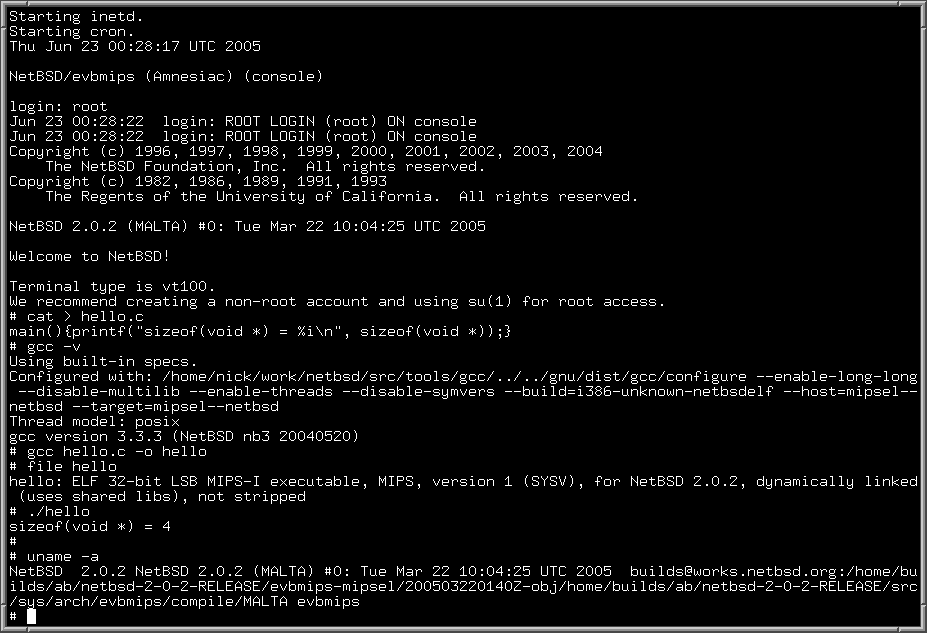 Starting inetd.
Starting cron.
Thu Jun 23 00:28:17 UTC 2005
NetBSD/evbmips (Amnesiac) (console)
login: root
Jun 23 00:28:22  login: ROOT LOGIN (root) ON console
Jun 23 00:28:22  login: ROOT LOGIN (root) ON console
Copyright (c) 1996, 1997, 1998, 1999, 2000, 2001, 2002, 2003, 2004
    The NetBSD Foundation, Inc.  All rights reserved.
Copyright (c) 1982, 1986, 1989, 1991, 1993
    The Regents of the University of California.  All rights reserved.
NetBSD 2.0.2 (MALTA) #0: Tue Mar 22 10:04:25 UTC 2005
Welcome to NetBSD!
Terminal type is vt100.
We recommend creating a non-root account and using su(1) for root access.
# cat > hello.c
main(){printf("sizeof(void *) = %i\n", sizeof(void *));}
# gcc -v
Using built-in specs.
Configured with: /home/nick/work/netbsd/src/tools/gcc/../../gnu/dist/gcc/configure --enable-long-long
 --disable-multilib --enable-threads --disable-symvers --build=i386-unknown-netbsdelf --host=mipsel--
netbsd --target=mipsel--netbsd
Thread model: posix
gcc version 3.3.3 (NetBSD nb3 20040520)
# gcc hello.c -o hello
# file hello
hello: ELF 32-bit LSB MIPS-I executable, MIPS, version 1 (SYSV), for NetBSD 2.0.2, dynamically linked
 (uses shared libs), not stripped
# ./hello
sizeof(void *) = 4
#
# uname -a
NetBSD  2.0.2 NetBSD 2.0.2 (MALTA) #0: Tue Mar 22 10:04:25 UTC 2005  builds@works.netbsd.org:/home/bu
ilds/ab/netbsd-2-0-2-RELEASE/evbmips-mipsel/200503220140Z-obj/home/builds/ab/netbsd-2-0-2-RELEASE/src
/sys/arch/evbmips/compile/MALTA evbmips
#